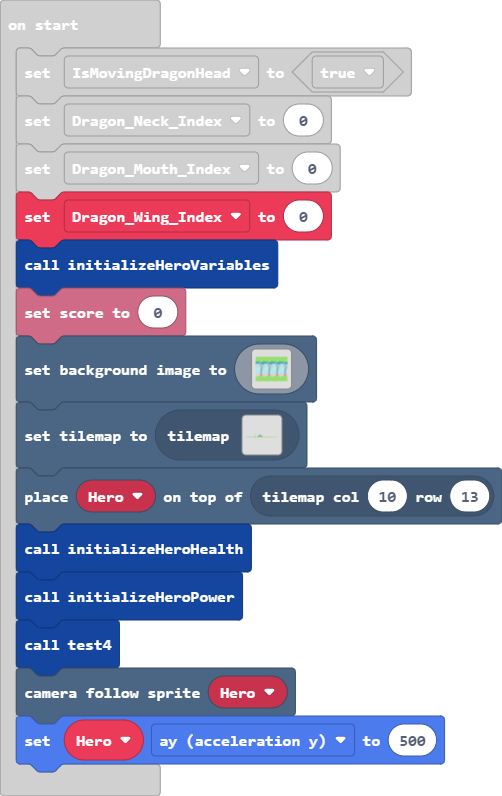 on start
set IsMovingDragonHead to true
set Dragon_Neck_Index to 0
set Dragon_Mouth_Index to 0
set Dragon_Wing_Index to 0
call initializeHeroVariables
set score to 0
set background image to
set tilemap to tilemap
place Hero on top of tilemap col 10 row 13
call initializeHeroHealth
call initializeHeroPower
call test4
camera follow sprite Hero
set Hero ay (acceleration y) to 500